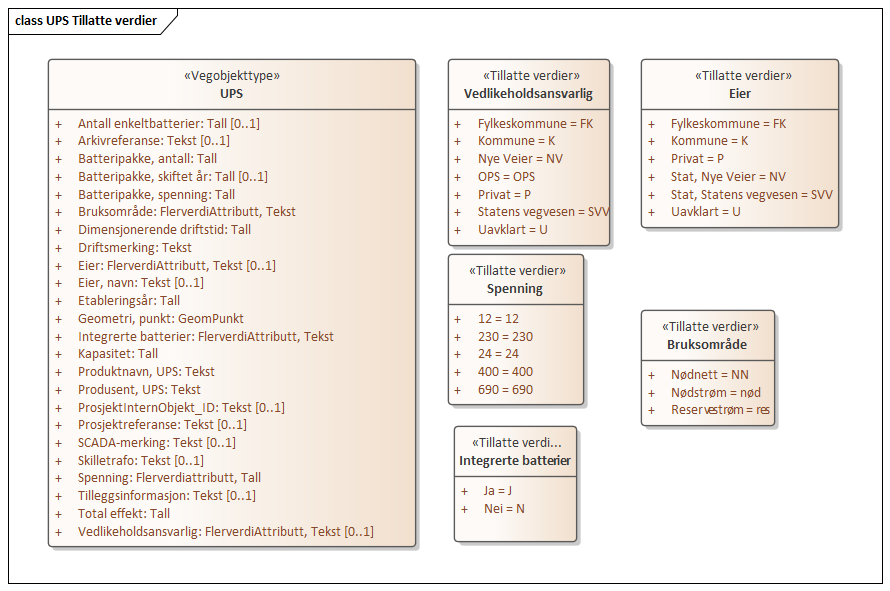 class UPS Tillatte verdier
«Vegobjekttype»
UPS
+ Antall enkeltbatterier: Tall [0..1]
+ Arkivreferanse: Tekst [0..1]
+ Batteripakke, antall: Tall
+ Batteripakke, skiftet år: Tall [0..1]
+ Batteripakke, spenning: Tall
+ Bruksområde: FlerverdiAttributt, Tekst
+ Dimensjonerende driftstid: Tall
+ Driftsmerking: Tekst
+ Eier: FlerverdiAttributt, Tekst [0..1]
+ Eier, navn: Tekst [0..1]
+ Etableringsår: Tall
+ Geometri, punkt: GeomPunkt
+ Integrerte batterier: FlerverdiAttributt, Tekst
+ Kapasitet: Tall
+ Produktnavn, UPS: Tekst
+ Produsent, UPS: Tekst
+ ProsjektInternObjekt_ID: Tekst [0..1]
+ Prosjektreferanse: Tekst [0..1]
+ SCADA-merking: Tekst [0..1]
+ Skilletrafo: Tekst [0..1]
+ Spenning: Flerverdiattributt, Tall
+ Tilleggsinformasjon: Tekst [0..1]
+ Total effekt: Tall
+ Vedlikeholdsansvarlig: FlerverdiAttributt, Tekst [0..1]
«Tillatte verdier»
Vedlikeholdsansvarlig
+ Fylkeskommune = FK
+ Kommune = K
+ Nye Veier = NV
+ OPS = OPS
+ Privat = P
+ Statens vegvesen = SVV
+ Uavklart = U
«Tillatte verdier»
Eier
+ Fylkeskommune = FK
+ Kommune = K
+ Privat = P
+ Stat, Nye Veier = NV
+ Stat, Statens vegvesen = SVV
+ Uavklart = U
«Tillatte verdier»
Spenning
+ 12 = 12
+ 230 = 230
+ 24 = 24
+ 400 = 400
+ 690 = 690
«Tillatte verdier»
Bruksområde
+ Nødnett = NN
+ Nødstrøm = nød
+ Reservestrøm = res
«Tillatte verdi...
Integrerte batterier
+ Ja = J
+ Nei = N